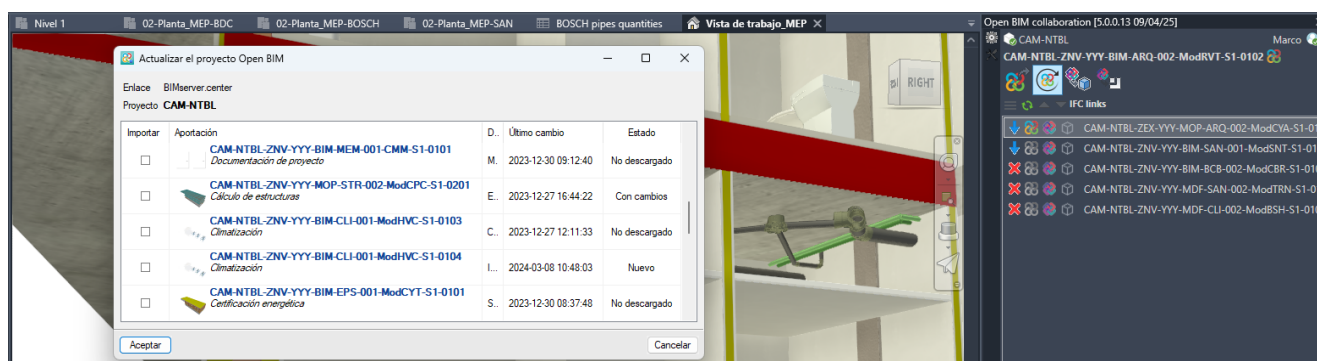 Nivel 1
02-Planta_MEP-BDC
02-Planta_MEP-BOSCH
02-Planta_MEP-SAN
BOSCH pipes quantities
Vista de trabajo_MEP
Open BIM collaboration [5.0.0.13 09/04/25]
CAM-NTBL
Marco
CAM-NTBL-ZNV-YYY-BIM-ARQ-002-ModRVT-S1-0102
IFC links
CAM-NTBL-ZEX-YYY-MOP-ARQ-002-ModCYA-S1-01
CAM-NTBL-ZNV-YYY-BIM-SAN-001-ModSNT-S1-01
CAM-NTBL-ZNV-YYY-BIM-BCB-002-ModCBR-S1-010
CAM-NTBL-ZNV-YYY-MDF-SAN-002-ModTRN-S1-0
CAM-NTBL-ZNV-YYY-MDF-CLI-002-ModBSH-S1-010
RIGHT
Actualizar el proyecto Open BIM
Enlace BIMserver.center
Proyecto CAM-NTBL
Importar Aportación D.. Último cambio Estado
CAM-NTBL-ZNV-YYY-BIM-MEM-001-CMM-S1-0101
Documentación de proyecto M. 2023-12-30 09:12:40 No descargado
CAM-NTBL-ZNV-YYY-MOP-STR-002-ModCPC-S1-0201
Cálculo de estructuras E.. 2023-12-27 16:44:22 Con cambios
CAM-NTBL-ZNV-YYY-BIM-CLI-001-ModHVC-S1-0103
Climatización C.. 2023-12-27 12:11:33 No descargado
CAM-NTBL-ZNV-YYY-BIM-CLI-001-ModHVC-S1-0104
Climatización I... 2024-03-08 10:48:03 Nuevo
CAM-NTBL-ZNV-YYY-BIM-EPS-001-ModCYT-S1-0101
Certificación energética S.. 2023-12-30 08:37:48 No descargado
Aceptar
Cancelar